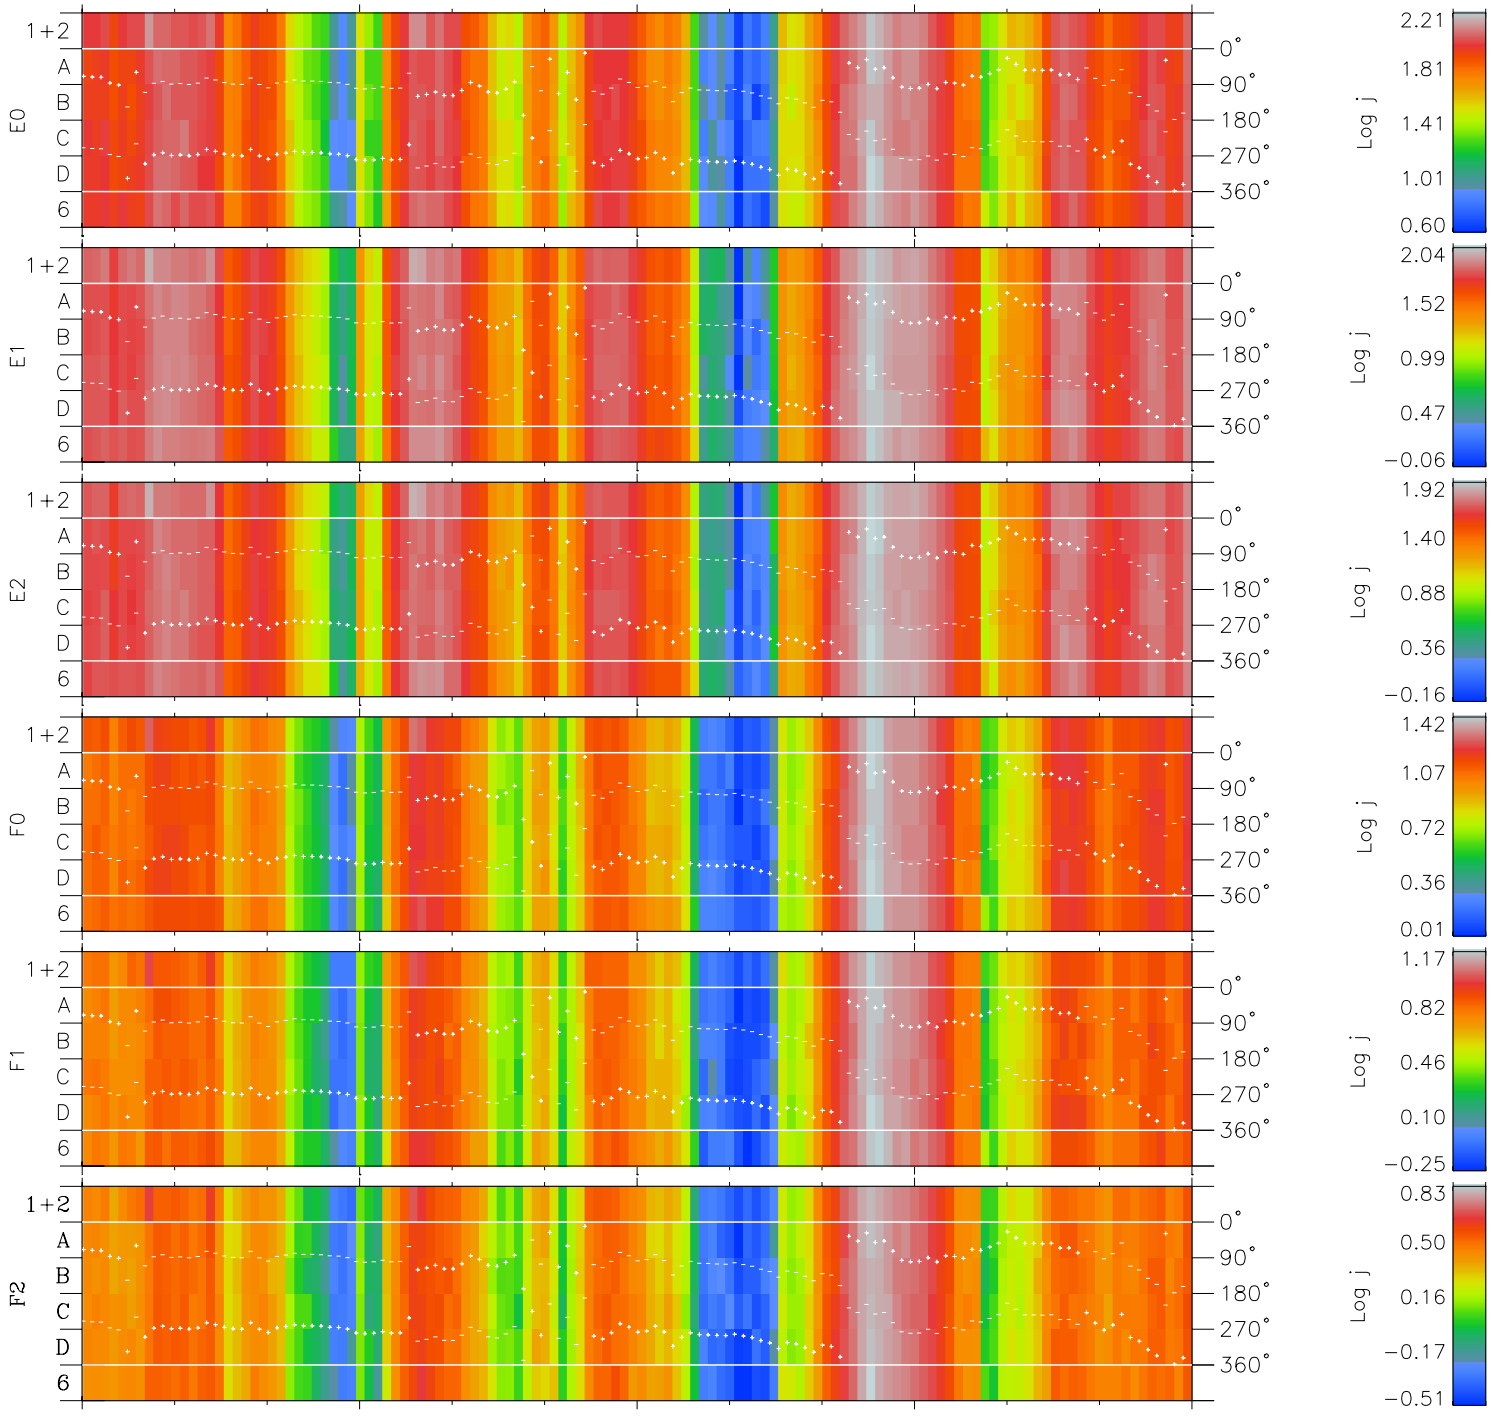 1+2
A
B
C
D
6
E0
0°
90°
180°
270°
360°
2.21
1.81
1.41
1.01
0.60
Log j
1+2
A
B
C
D
6
E1
0°
90°
180°
270°
360°
2.04
1.52
0.99
0.47
−0.06
Log j
1+2
A
B
C
D
6
E2
0°
90°
180°
270°
360°
1.92
1.40
0.88
0.36
−0.16
Log j
1+2
A
B
C
D
6
F0
0°
90°
180°
270°
360°
1.42
1.07
0.72
0.36
0.01
Log j
1+2
A
B
C
D
6
F1
0°
90°
180°
270°
360°
1.17
0.82
0.46
0.10
−0.25
Log j
1+2
A
B
C
D
6
F2
0°
90°
180°
270°
360°
0.83
0.50
0.16
−0.17
−0.51
Log j